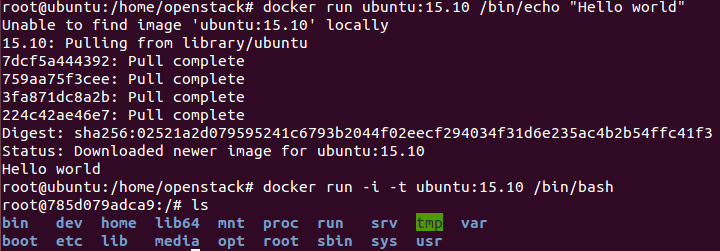 root@ubuntu:/home/openstack# docker run ubuntu:15.10 /bin/echo "Hello world"
Unable to find image 'ubuntu:15.10' locally
15.10: Pulling from library/ubuntu
7dcf5a444392: Pull complete
759aa75f3cee: Pull complete
3fa871dc8a2b: Pull complete
224c42ae46e7: Pull complete
Digest: sha256:02521a2d079595241c6793b2044f02eecf294034f31d6e235ac4b2b54ffc41f3
Status: Downloaded newer image for ubuntu:15.10
Hello world
root@ubuntu:/home/openstack# docker run -i -t ubuntu:15.10 /bin/bash
root@785d079adca9:/# ls
bin dev home lib64 mnt proc run srv tmp var
boot etc lib media opt root sbin sys usr